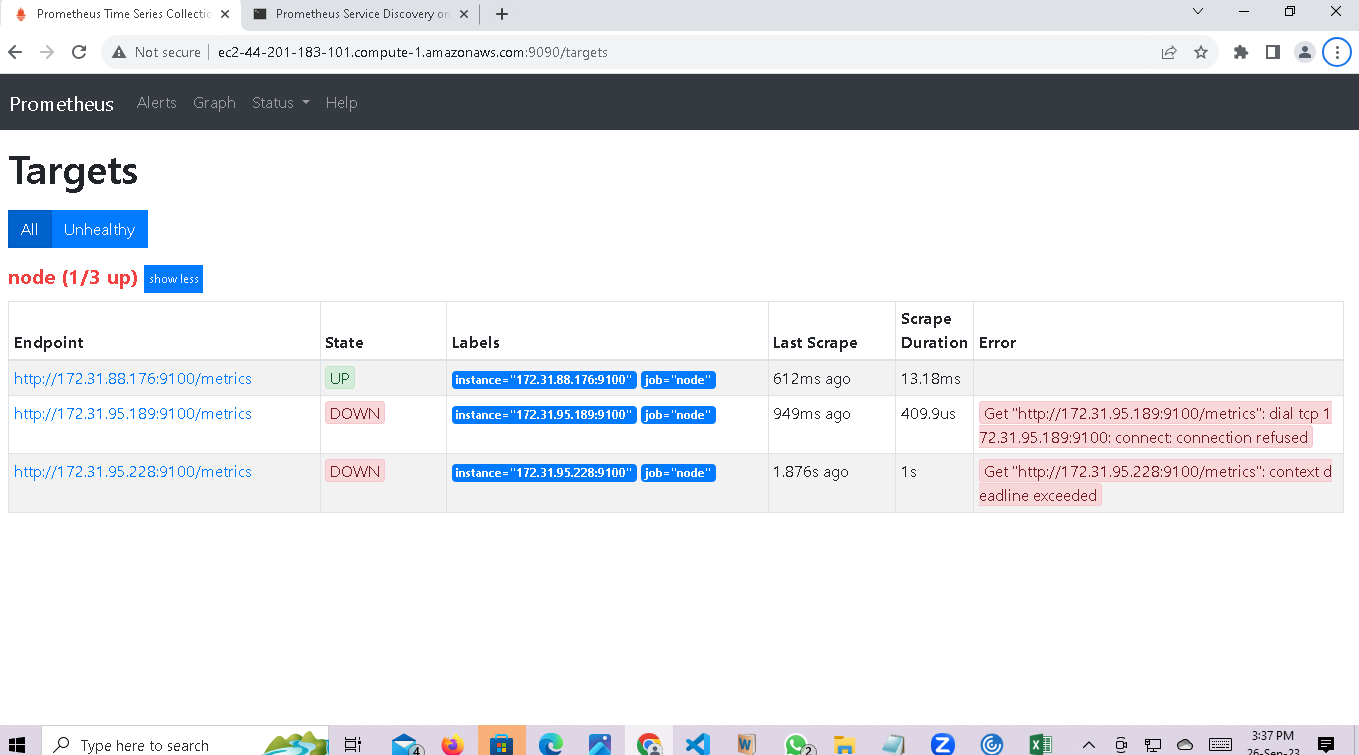 Prometheus Time Series Collectio
Prometheus Service Discovery on
Not secure
ec2-44-201-183-101.compute-1.amazonaws.com:9090/targets
Prometheus Alerts Graph Status Help
Targets
All Unhealthy
node (1/3 up) show less
Endpoint State Labels Last Scrape Scrape Duration Error
http://172.31.88.176:9100/metrics UP instance="172.31.88.176:9100" job="node" 612ms ago 13.18ms
http://172.31.95.189:9100/metrics DOWN instance="172.31.95.189:9100" job="node" 949ms ago 409.9us Get "http://172.31.95.189:9100/metrics": dial tcp 1
72.31.95.189:9100: connect: connection refused
http://172.31.95.228:9100/metrics DOWN instance="172.31.95.228:9100" job="node" 1.876s ago 1s Get "http://172.31.95.228:9100/metrics": context d
eadline exceeded
Type here to search
4
2
3:37 PM
26-Sep-23